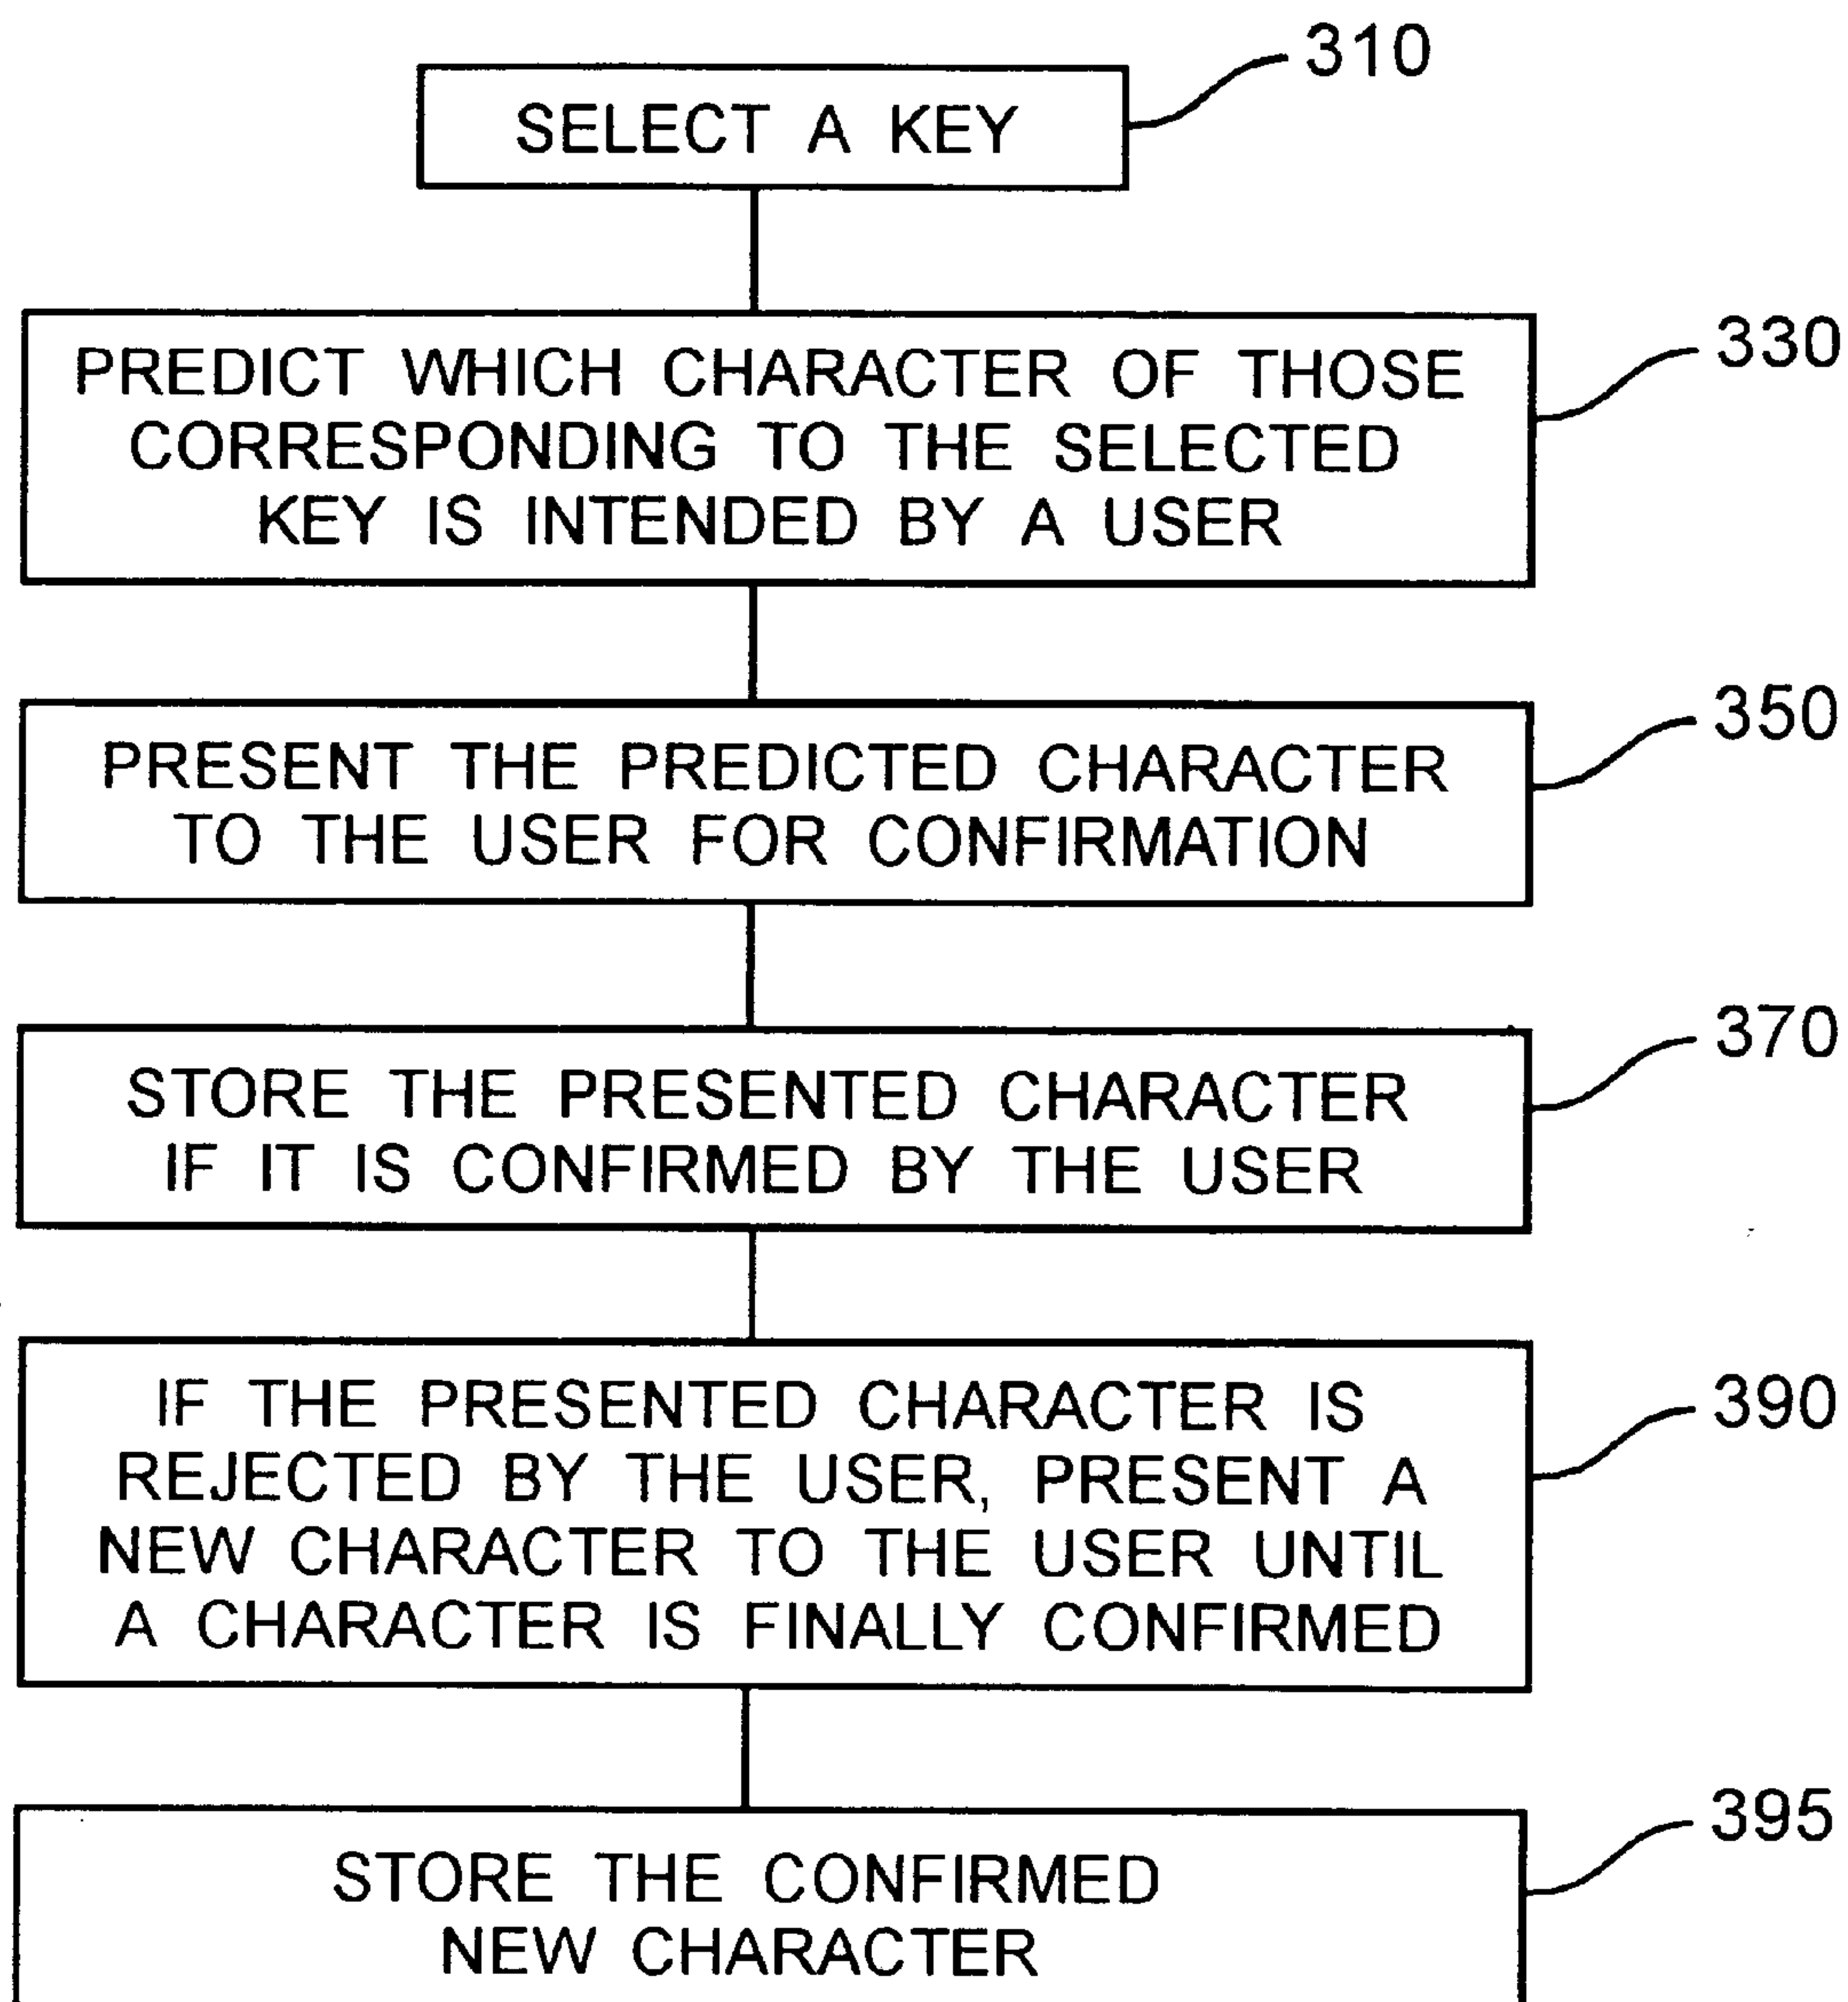 310
SELECT A KEY
330
PREDICT WHICH CHARACTER OF THOSE
CORRESPONDING TO THE SELECTED
KEY IS INTENDED BY A USER
350
PRESENT THE PREDICTED CHARACTER
TO THE USER FOR CONFIRMATION
370
STORE THE PRESENTED CHARACTER
IF IT IS CONFIRMED BY THE USER
390
IF THE PRESENTED CHARACTER IS
REJECTED BY THE USER, PRESENT A
NEW CHARACTER TO THE USER UNTIL
A CHARACTER IS FINALLY CONFIRMED
395
STORE THE CONFIRMED
NEW CHARACTER